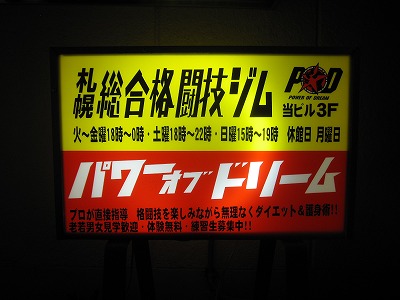 札幌総合格闘技ジム
POD
POWER OF DREAM
当ビル3F
火～金曜18時～0時・土曜18時～22時・日曜15時～19時 休館日 月曜日
パワーオブドリーム
プロが直接指導 格闘技を楽しみながら無理なくダイエット&護身術!!
老若男女見学歓迎・体験無料・練習生募集中!!